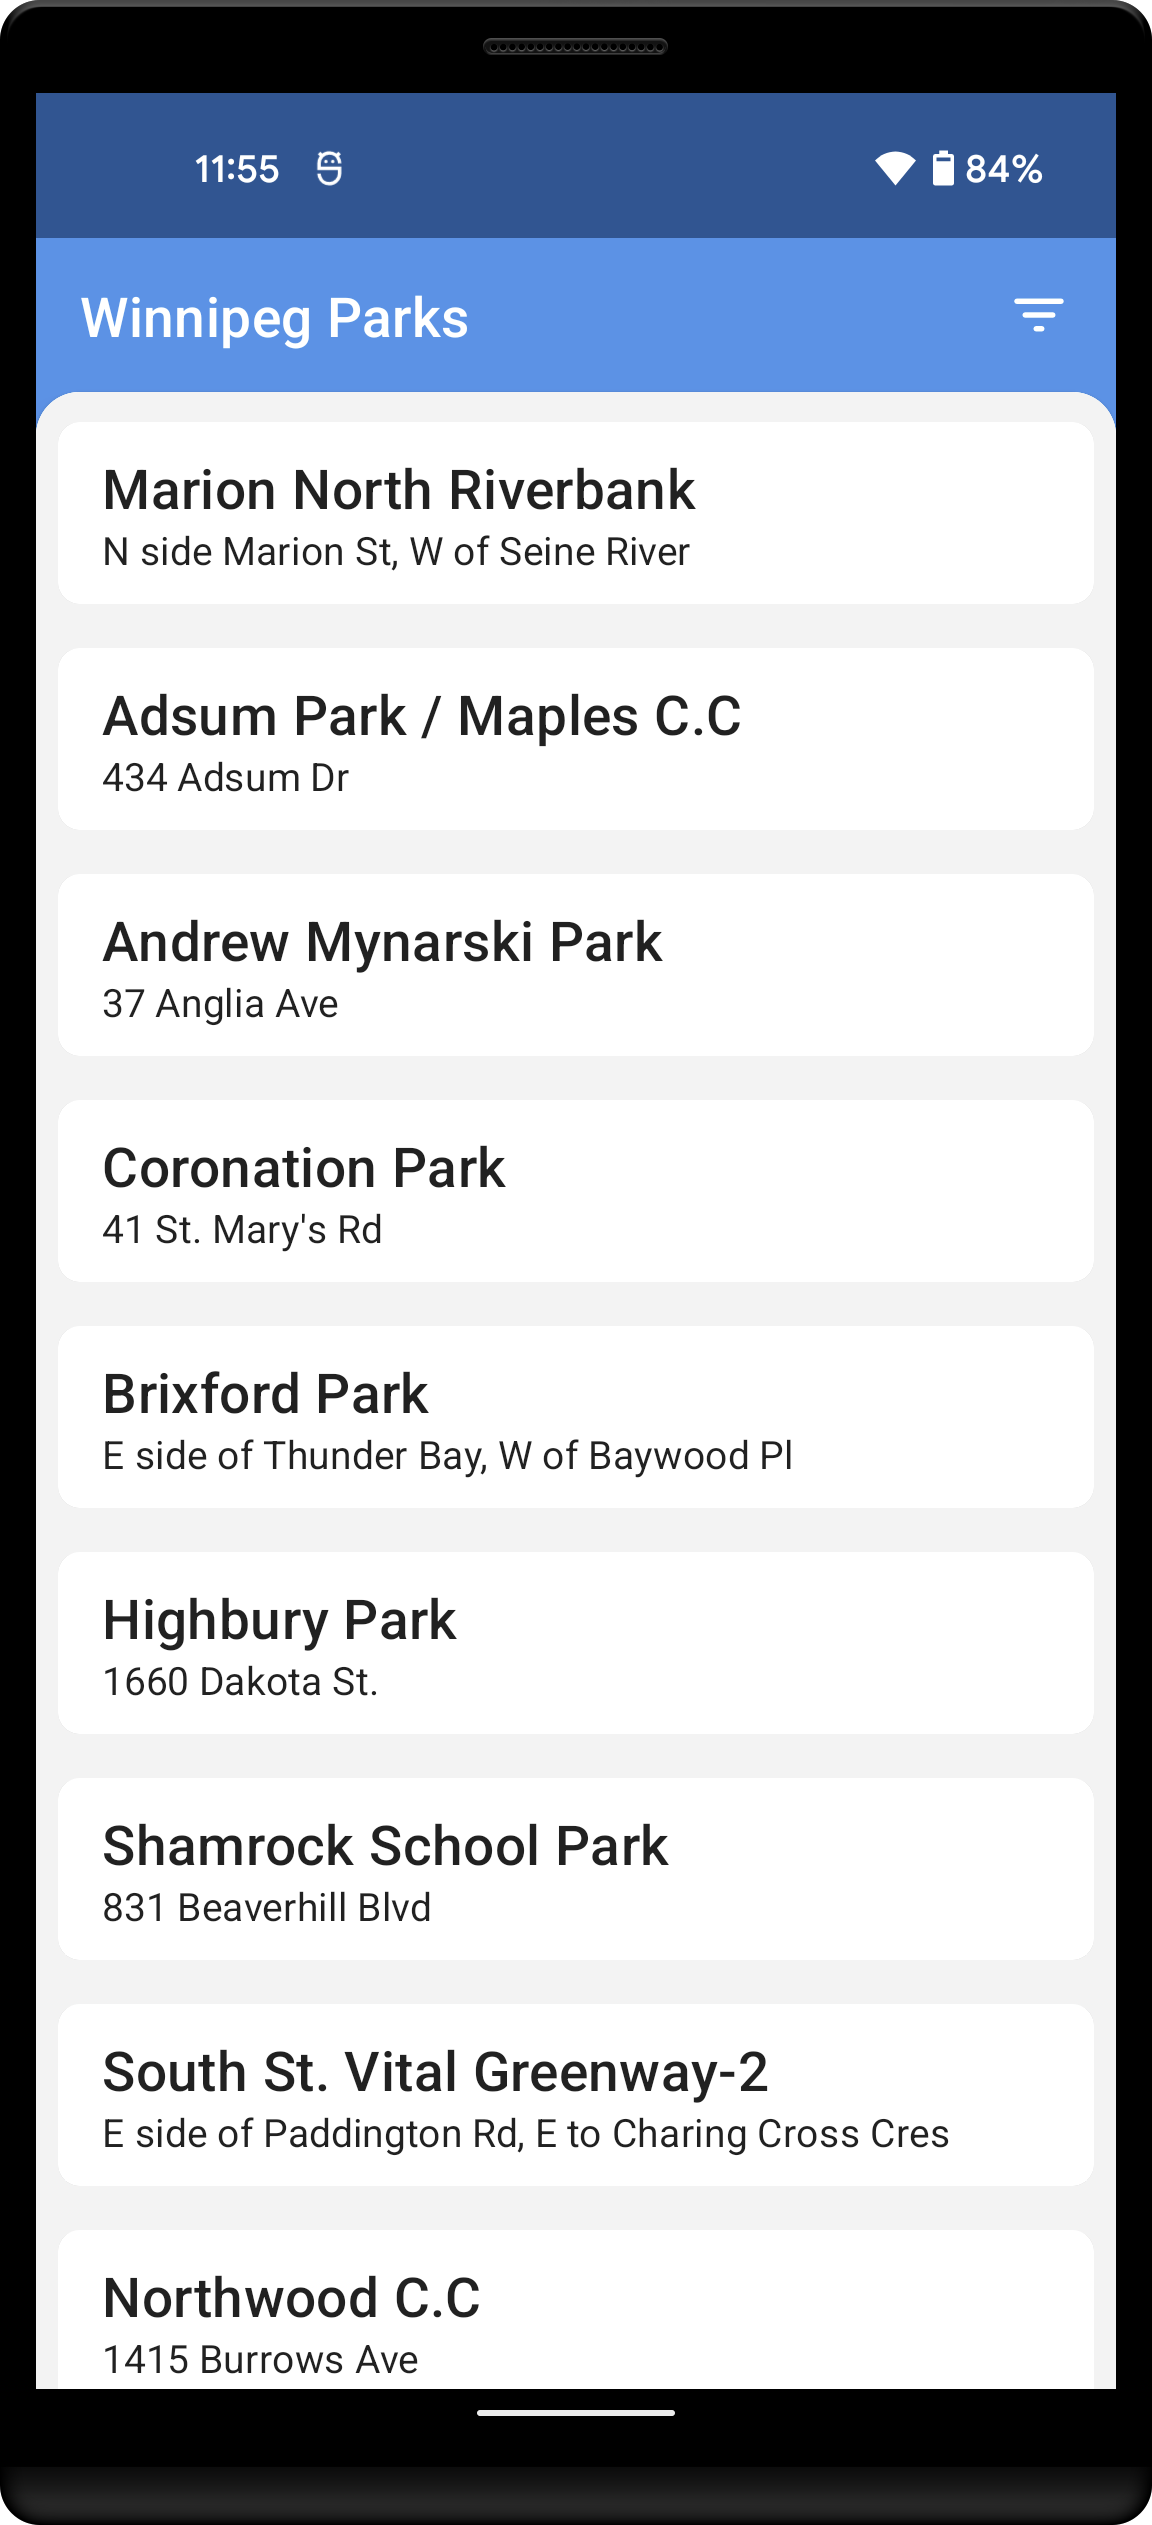 11:55
84%
Winnipeg Parks
Marion North Riverbank
N side Marion St, W of Seine River
Adsum Park / Maples C.C
434 Adsum Dr
Andrew Mynarski Park
37 Anglia Ave
Coronation Park
41 St. Mary's Rd
Brixford Park
E side of Thunder Bay, W of Baywood Pl
Highbury Park
1660 Dakota St.
Shamrock School Park
831 Beaverhill Blvd
South St. Vital Greenway-2
E side of Paddington Rd, E to Charing Cross Cres
Northwood C.C
1415 Burrows Ave